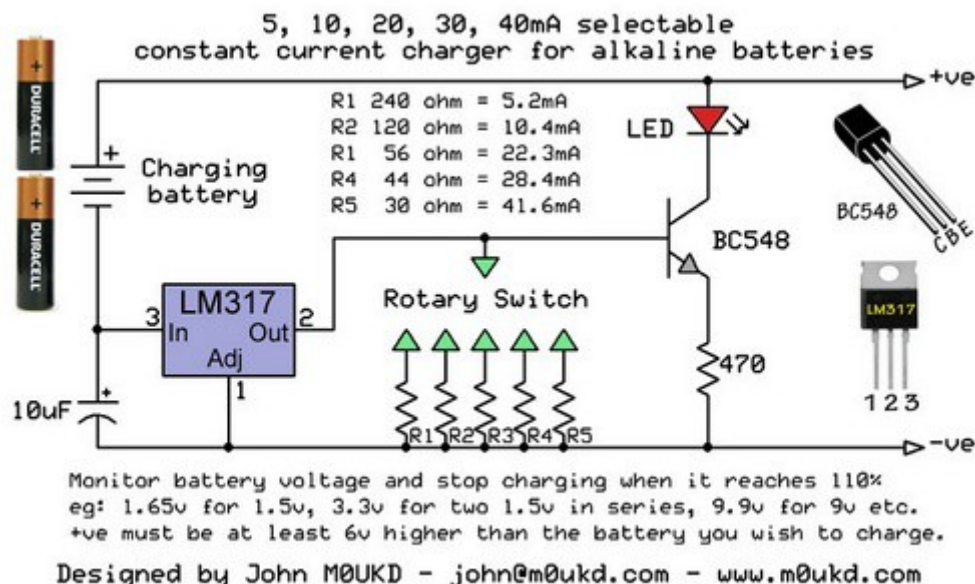 5, 10, 20, 30, 40mA selectable
constant current charger for alkaline batteries
+ve
DURACELL
+
DURACELL
+
+
Charging
battery
R1 240 ohm = 5.2mA
R2 120 ohm = 10.4mA
R1 56 ohm = 22.3mA
R4 44 ohm = 28.4mA
R5 30 ohm = 41.6mA
LED
BC548
CBE
BC548
Rotary Switch
LM317
3 In Out 2
Adj
1
LM317
1 2 3
10uF
+
470
R1 R2 R3 R4 R5
-ve
Monitor battery voltage and stop charging when it reaches 110%
eg: 1.65v for 1.5v, 3.3v for two 1.5v in series, 9.9v for 9v etc.
+ve must be at least 6v higher than the battery you wish to charge.
Designed by John MØUKD - john@mØukd.com - www.mØukd.com